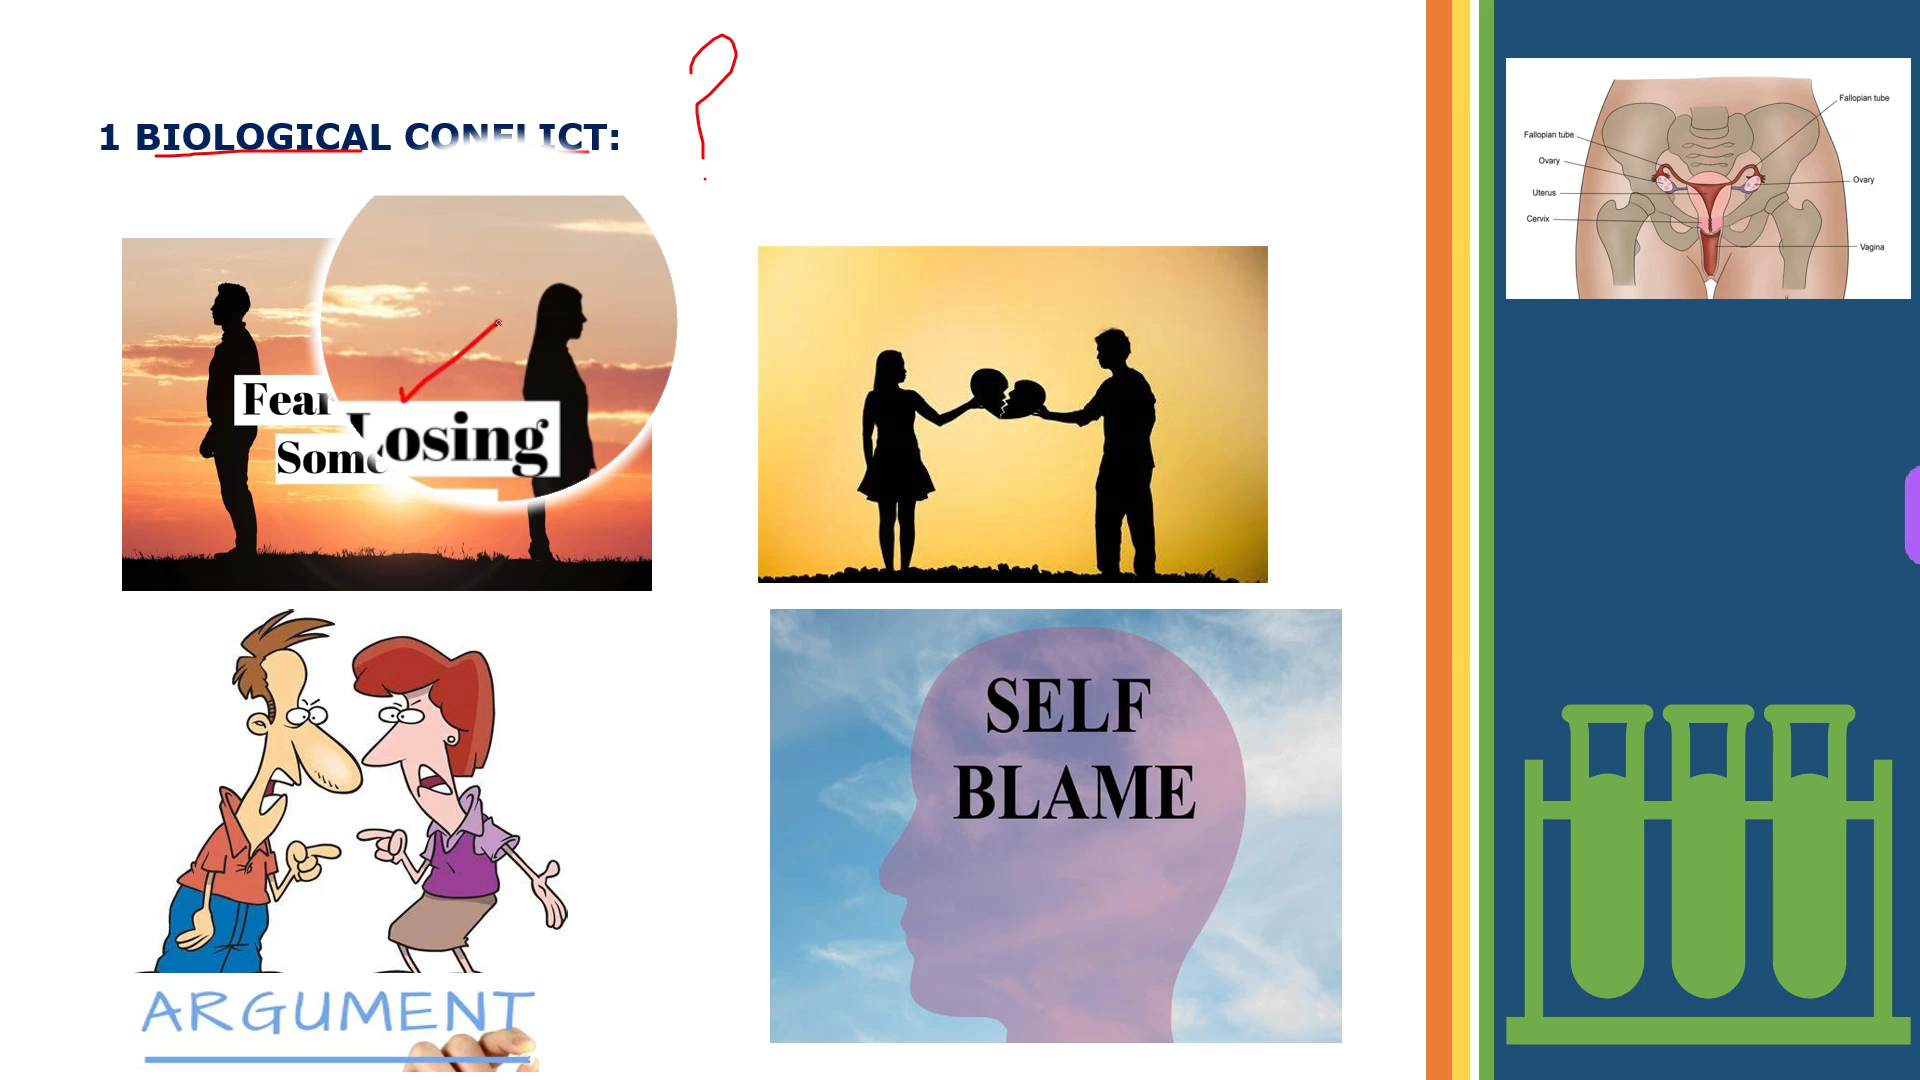 ?
1 BIOLOGICAL CONFLICT:
Fear
Losing
Some
SELF
BLAME
ARGUMENT
Fallopian tube
Fallopian tube
Ovary
Ovary
Uterus
Cervix
Vagina